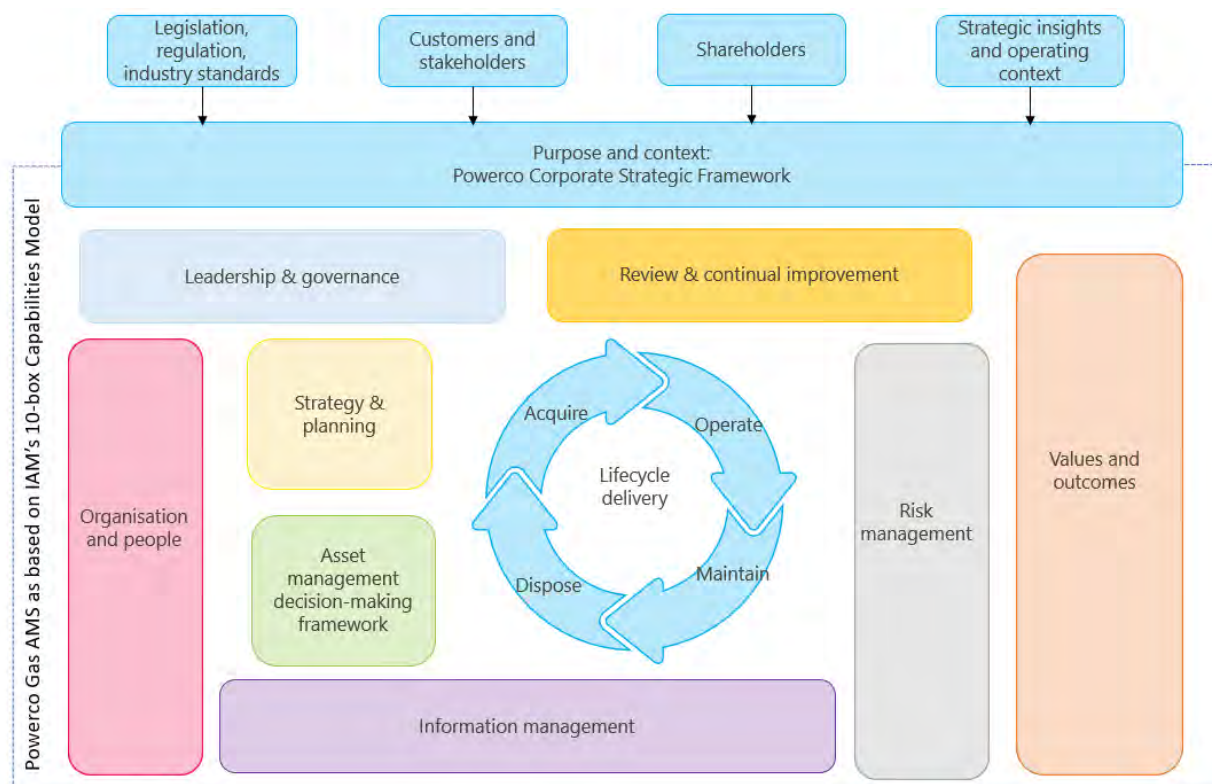 Legislation,
regulation,
industry standards
Customers and
stakeholders
Shareholders
Strategic insights
and operating
context
Purpose and context:
Powerco Corporate Strategic Framework
Powerco Gas AMS as based on IAM's 10-box Capabilities Model
Leadership & governance
Review & continual improvement
Organisation
and people
Strategy &
planning
Asset
management
decision-making
framework
Acquire
Operate
Lifecycle
delivery
Dispose
Maintain
Risk
management
Values and
outcomes
Information management